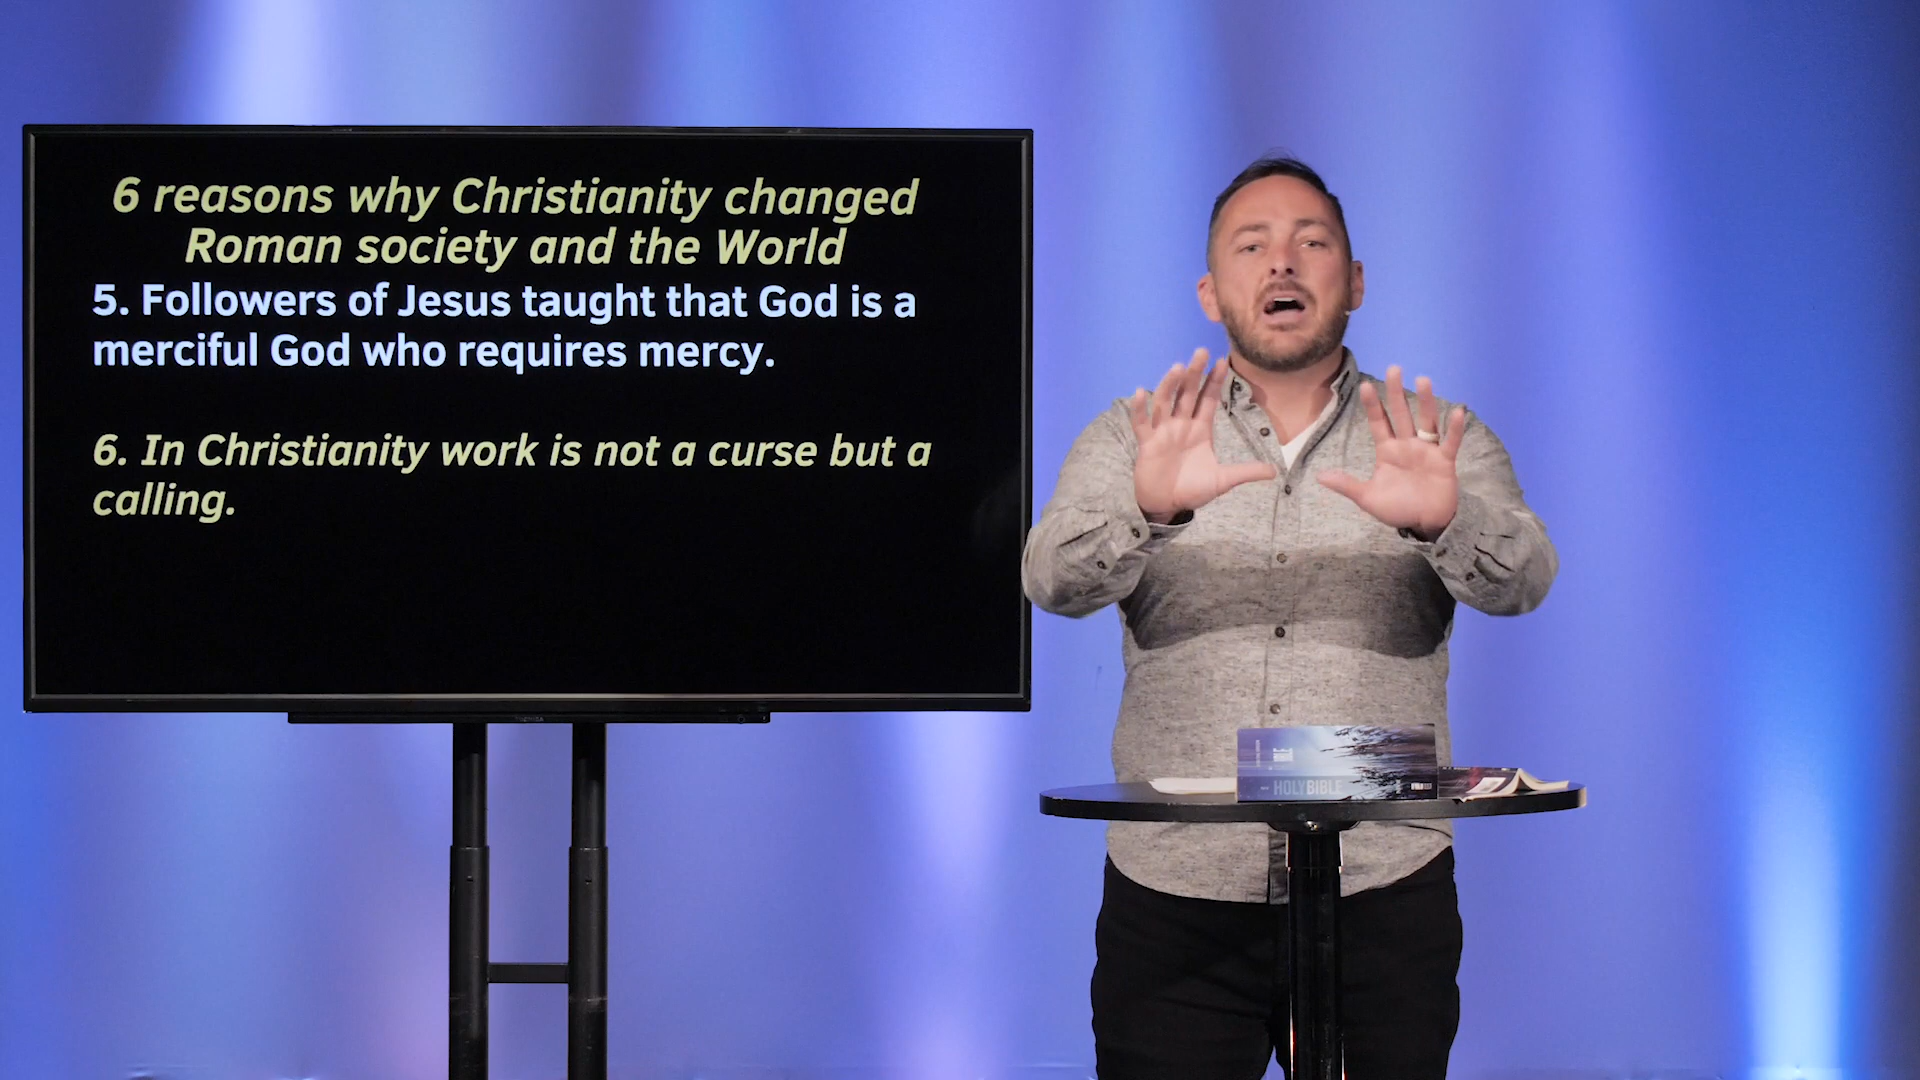 6 reasons why Christianity changed
Roman society and the World
5. Followers of Jesus taught that God is a
merciful God who requires mercy.
6. In Christianity work is not a curse but a
calling.
HOLY BIBLE